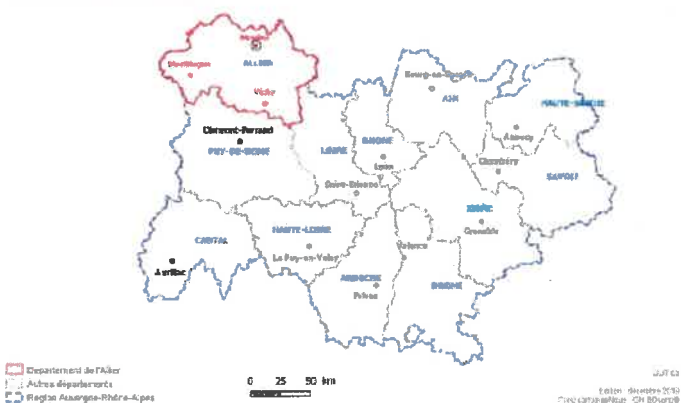 Montluçon
ALLIER
Vichy
Bourg-en-Bresse
AIN
HAUTE-SAVOIE
Annecy
Clermont-Ferrand
PUY-DE-DOME
LOIRE
RHONE
Lyon
Chambéry
SAVOIE
Saint-Etienne
ISERE
Grenoble
CANTAL
HAUTE-LOIRE
Le Puy-en-Velay
Valence
Aurillac
ARDECHE
Privas
DROME
Département de l'Allier
Autres départements
Région Auvergne-Rhône-Alpes
0 25 50 km